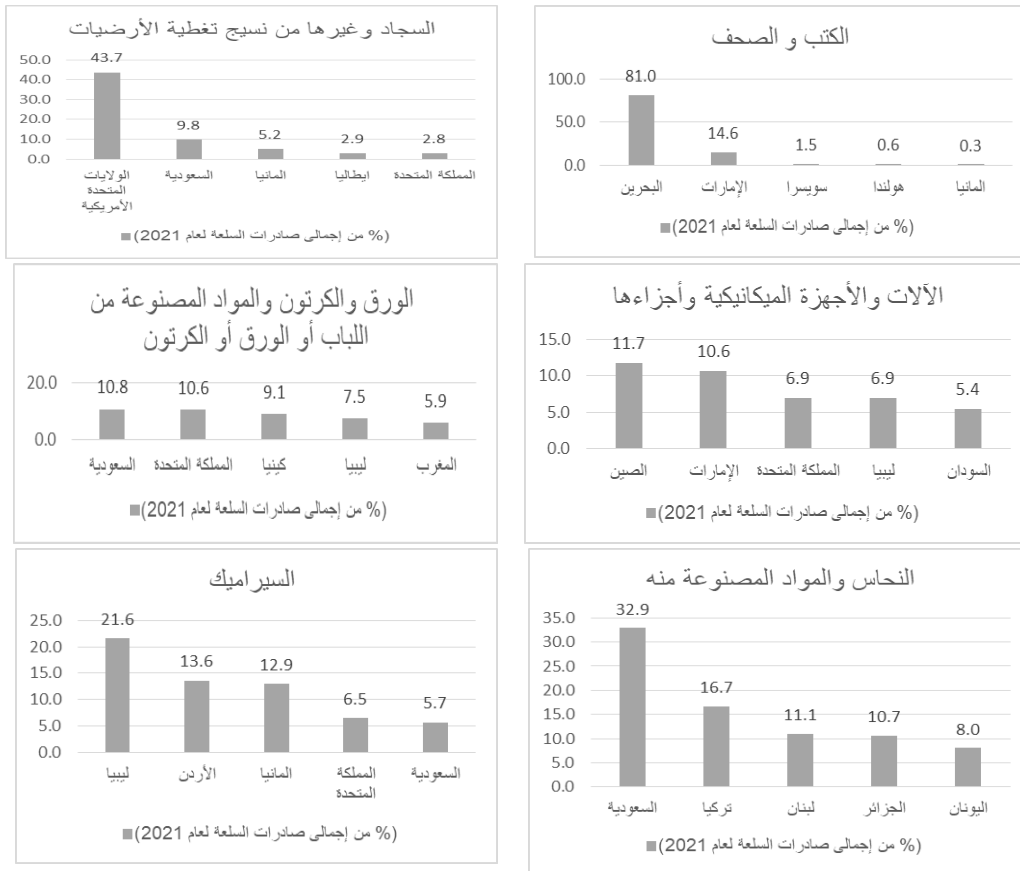 السجاد وغيرها من نسيج تغطية الأرضيات
50.0
40.0
30.0
20.0
10.0
0.0
43.7
9.8
5.2
2.9
2.8
الولايات
المتحدة
الأمريكية
السعودية
المانيا
ايطاليا
المملكة المتحدة
(% من إجمالى صادرات السلعة لعام 2021)
الكتب و الصحف
100.0
50.0
0.0
81.0
14.6
1.5
0.6
0.3
البحرين
الإمارات
سويسرا
هولندا
المانيا
(% من إجمالى صادرات السلعة لعام 2021)
الورق والكرتون والمواد المصنوعة من
اللباب أو الورق أو الكرتون
20.0
0.0
10.8
10.6
9.1
7.5
5.9
السعودية
المملكة المتحدة
كينيا
ليبيا
المغرب
(% من إجمالى صادرات السلعة لعام 2021)
الآلات والأجهزة الميكانيكية وأجزاءها
15.0
10.0
5.0
0.0
11.7
10.6
6.9
6.9
5.4
الصين
الإمارات
المملكة المتحدة
ليبيا
السودان
(% من إجمالى صادرات السلعة لعام 2021)
السيراميك
25.0
20.0
15.0
10.0
5.0
0.0
21.6
13.6
12.9
6.5
5.7
ليبيا
الأردن
المانيا
المملكة
المتحدة
السعودية
(% من إجمالى صادرات السلعة لعام 2021)
النحاس والمواد المصنوعة منه
35.0
30.0
25.0
20.0
15.0
10.0
5.0
0.0
32.9
16.7
11.1
10.7
8.0
السعودية
تركيا
لبنان
الجزائر
اليونان
(% من إجمالى صادرات السلعة لعام 2021)